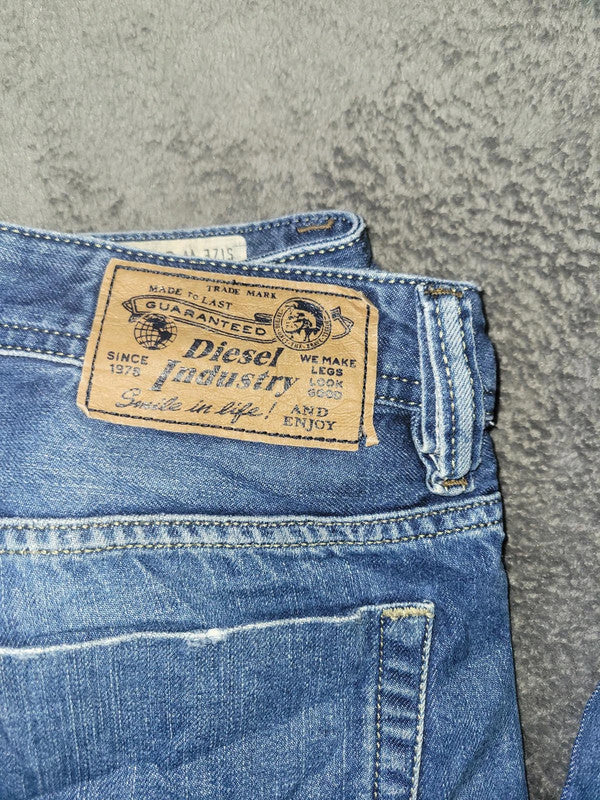 TRADE MARK
MADE TO LAST
GUARANTEED
Diesel
Industry
SINCE
1978
WE MAKE
LEGS
LOOK
GOOD
AND
ENJOY
Smile in life!